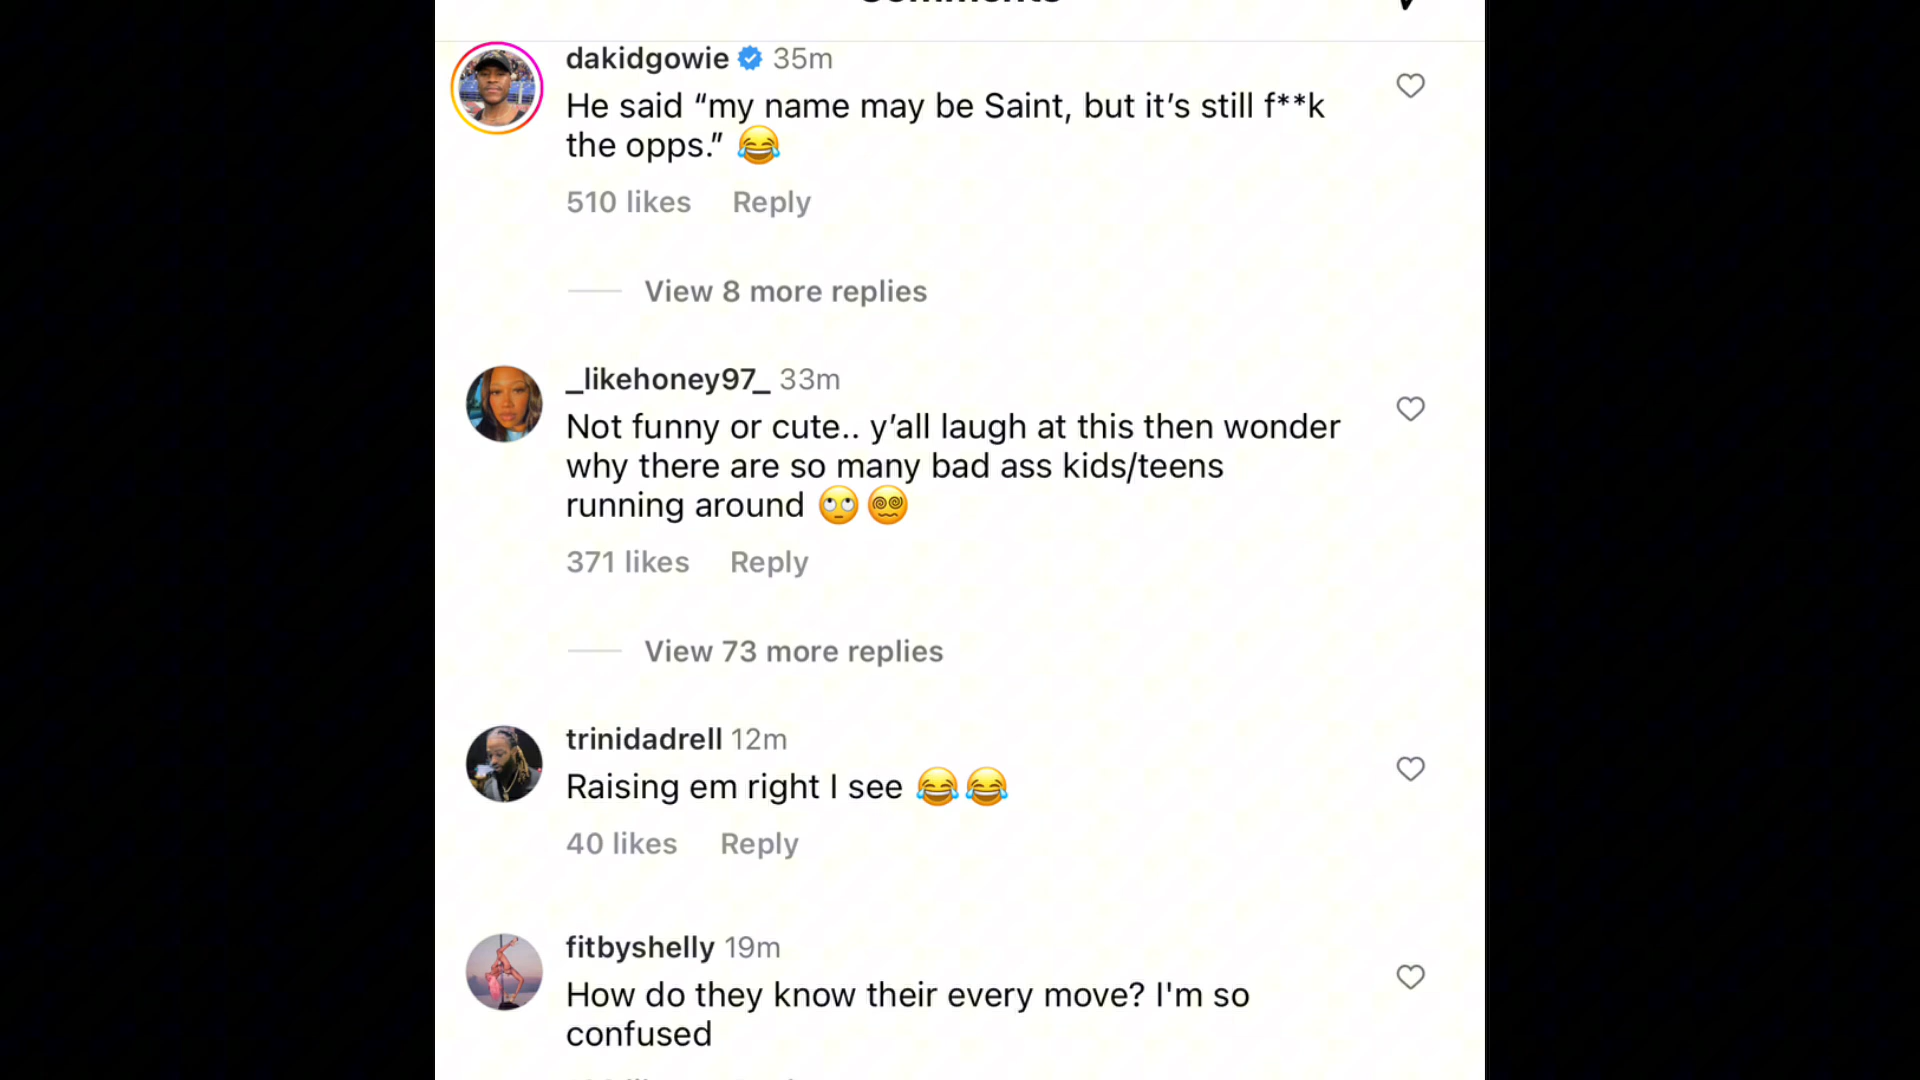 Comments
dakidgowie 35m
He said “my name may be Saint, but it’s still f**k
the opps.” 😂
510 likes Reply
View 8 more replies
_likehoney97_ 33m
Not funny or cute.. y’all laugh at this then wonder
why there are so many bad ass kids/teens
running around 🙄 😵‍💫
371 likes Reply
View 73 more replies
trinidadrell 12m
Raising em right I see 😂😂
40 likes Reply
fitbyshelly 19m
How do they know their every move? I'm so
confused